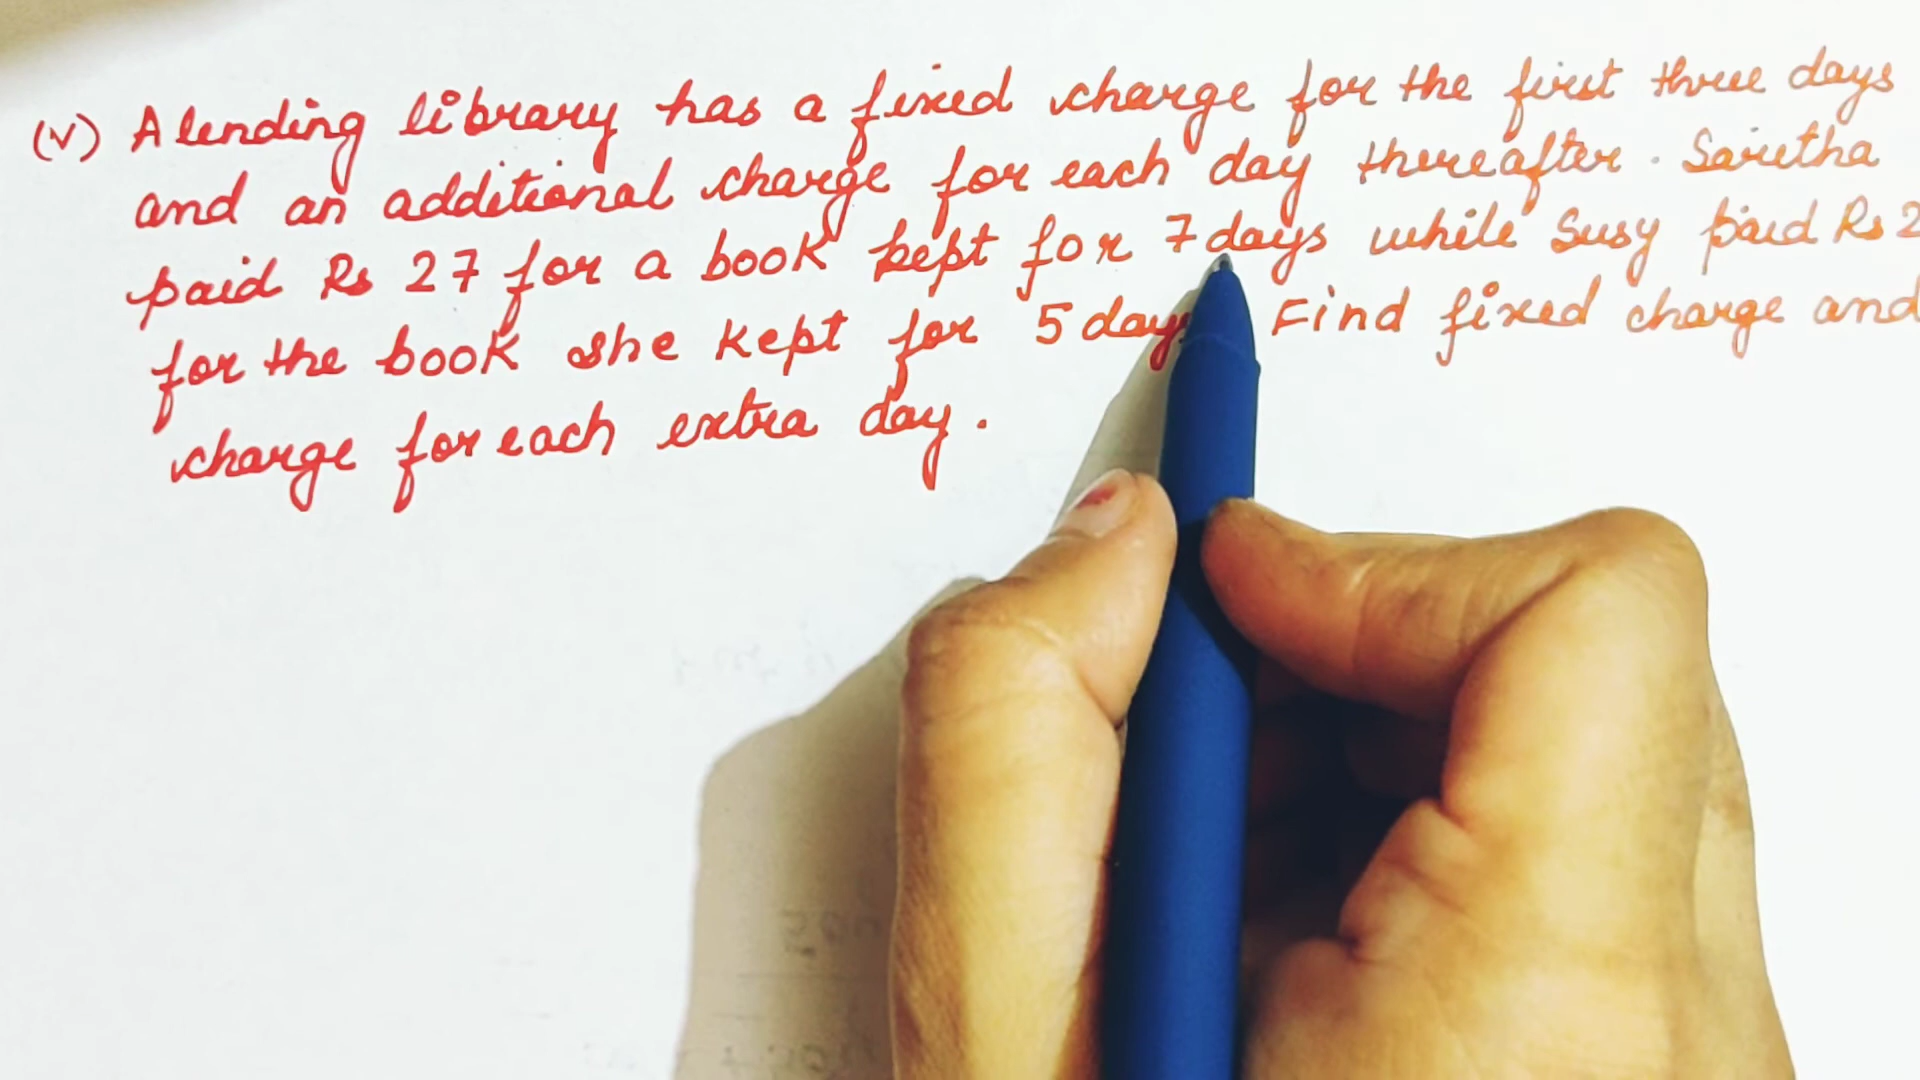 (v) A lending library has a fixed charge for the first three days
and an additional charge for each day thereafter. Saritha
paid Rs 27 for a book kept for 7 days while Susy paid Rs 2
for the book she kept for 5 days Find fixed charge and
charge for each extra day.